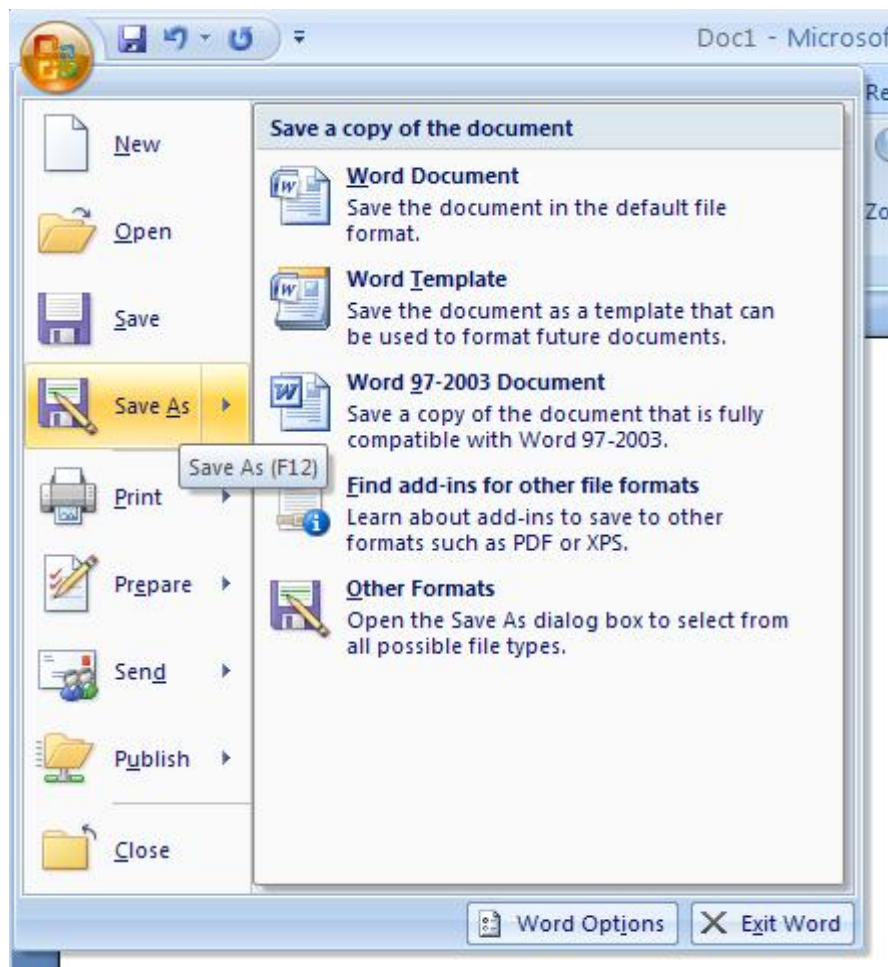 Doc1 - Microsof
Re
Zo
New
Open
Save
Save As
Save As (F12)
Print
Prepare
Send
Publish
Close
Save a copy of the document
Word Document
Save the document in the default file
format.
Word Template
Save the document as a template that can
be used to format future documents.
Word 97-2003 Document
Save a copy of the document that is fully
compatible with Word 97-2003.
Find add-ins for other file formats
Learn about add-ins to save to other
formats such as PDF or XPS.
Other Formats
Open the Save As dialog box to select from
all possible file types.
Word Options
Exit Word